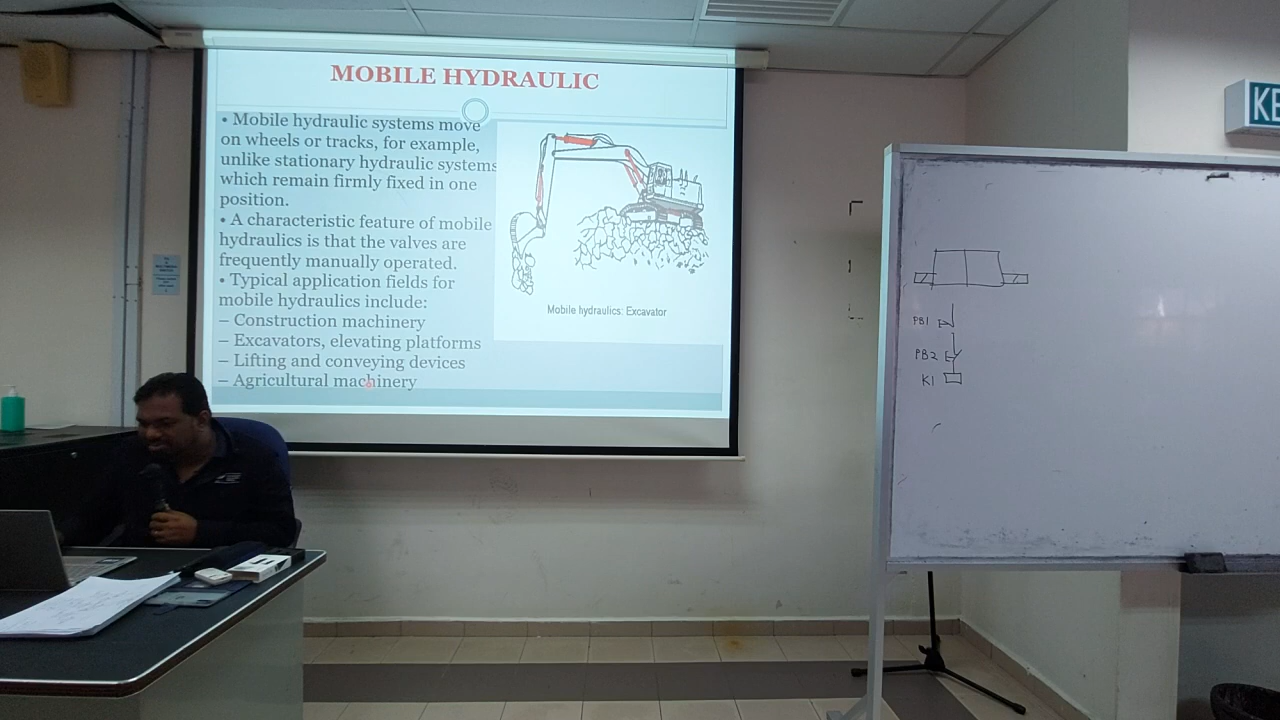 MOBILE HYDRAULIC
• Mobile hydraulic systems move
on wheels or tracks, for example,
unlike stationary hydraulic systems
which remain firmly fixed in one
position.
• A characteristic feature of mobile
hydraulics is that the valves are
frequently manually operated.
• Typical application fields for
mobile hydraulics include:
– Construction machinery
– Excavators, elevating platforms
– Lifting and conveying devices
– Agricultural machinery
Mobile hydraulics: Excavator
KE
PB1
PB2
K1